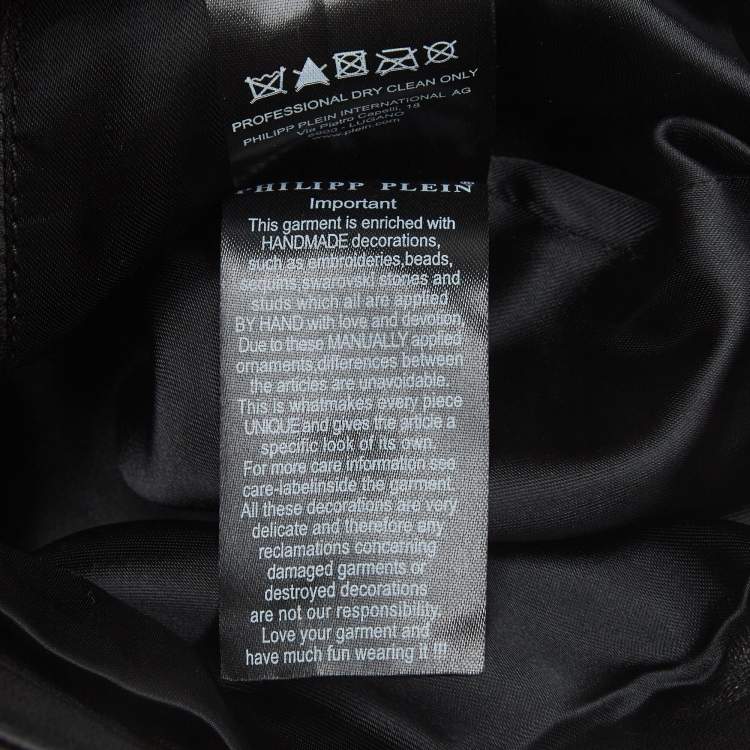 PROFESSIONAL DRY CLEAN ONLY
PHILIPP PLEIN INTERNATIONAL AG
Via Pietro Capelli, 18
6900 - LUGANO
www.plein.com
PHILIPP PLEIN®
Important
This garment is enriched with
HANDMADE decorations,
such as embroideries,beads,
sequins,swarovski stones and
studs which all are applied
BY HAND with love and devotion.
Due to these MANUALLY applied
ornaments differences between
the articles are unavoidable.
This is whatmakes every piece
UNIQUE and gives the article a
specific look of its own.
For more care information see
care-labelinside the garment.
All these decorations are very
delicate and therefore any
reclamations concerning
damaged garments or
destroyed decorations
are not our responsibility.
Love your garment and
have much fun wearing it !!!